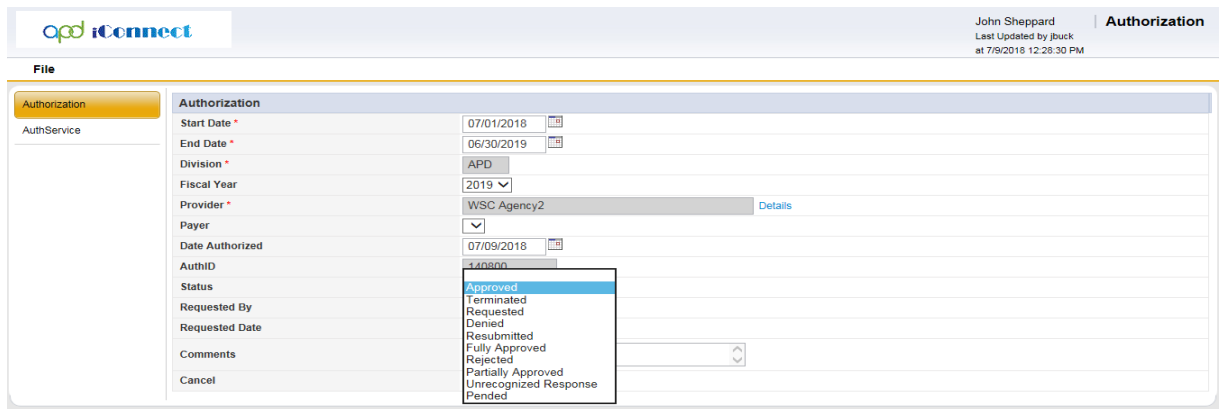 apd iConnect
John Sheppard
Last Updated by jbuck
at 7/9/2018 12:28:30 PM
Authorization
File
Authorization
AuthService
Authorization
Start Date * 07/01/2018
End Date * 06/30/2019
Division * APD
Fiscal Year 2019
Provider * WSC Agency2 Details
Payer
Date Authorized 07/09/2018
AuthID 140800
Status Approved
Terminated
Requested By Requested
Denied
Requested Date Resubmitted
Fully Approved
Comments Rejected
Partially Approved
Cancel Unrecognized Response
Pended